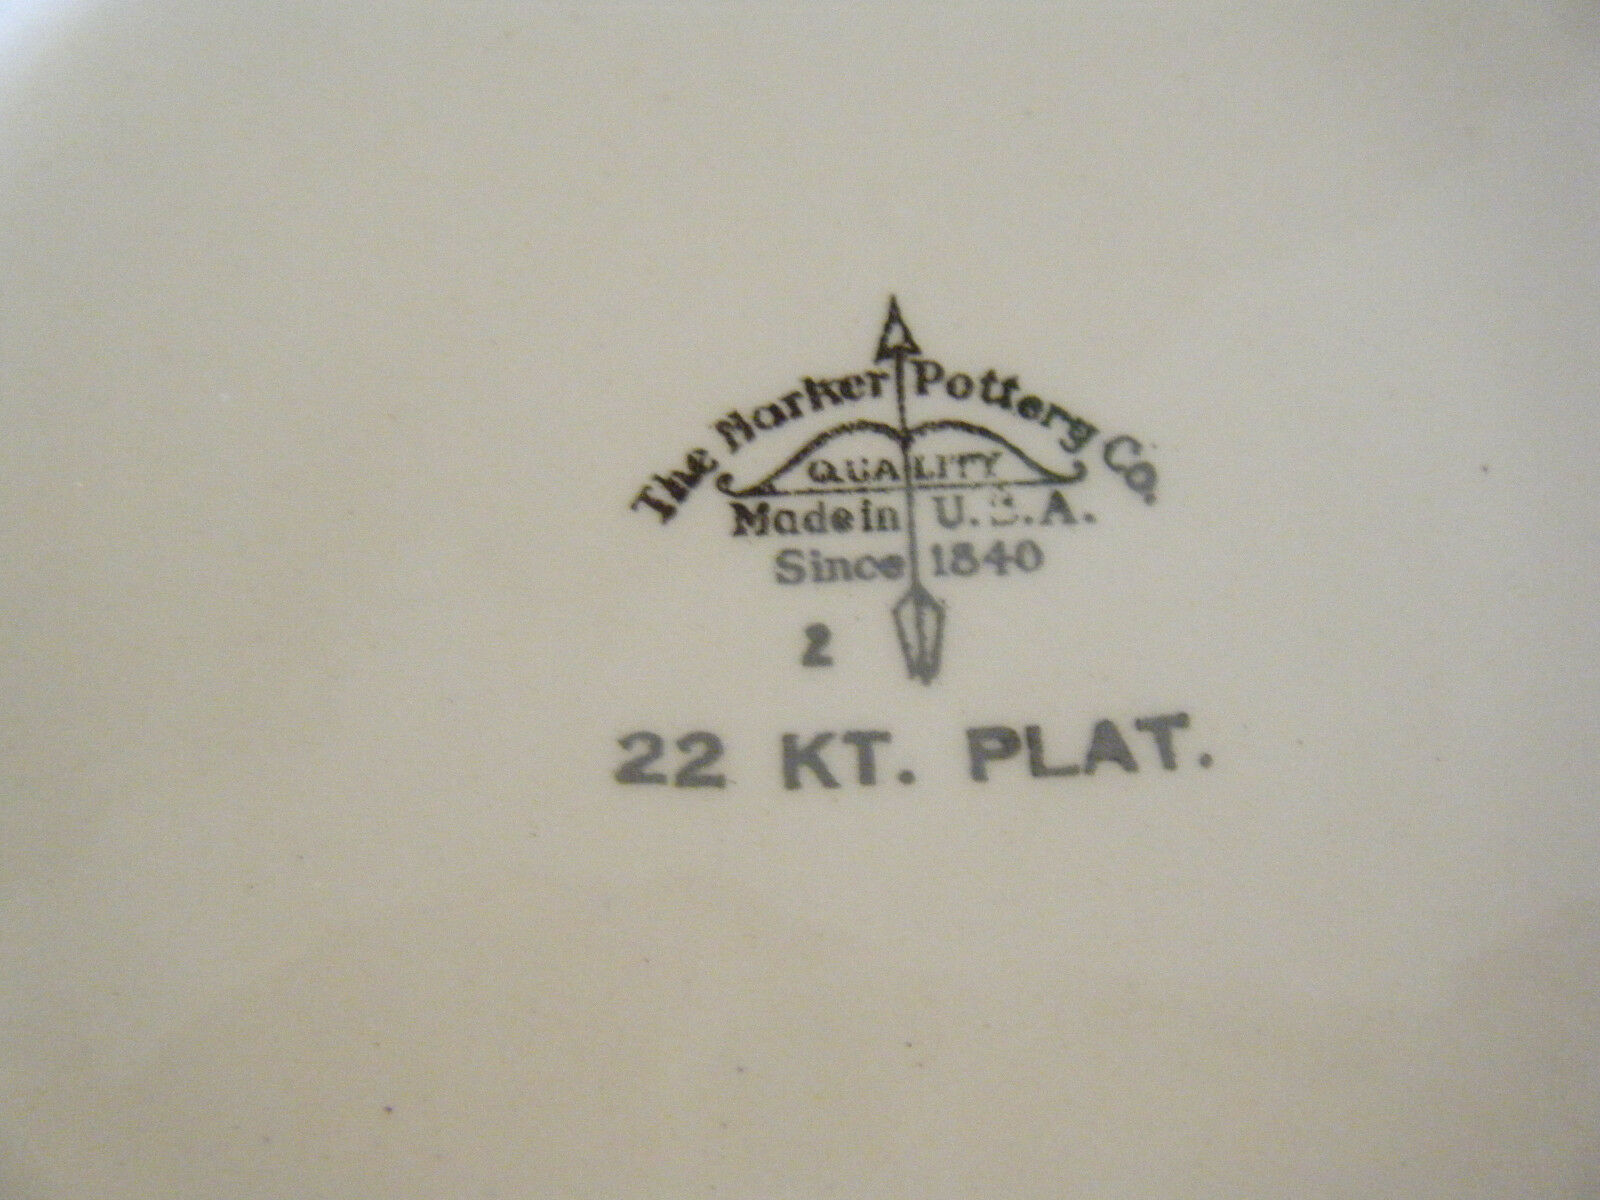 The Harker Pottery Co.
QUALITY
Made in U.S.A.
Since 1840
2
22 KT. PLAT.